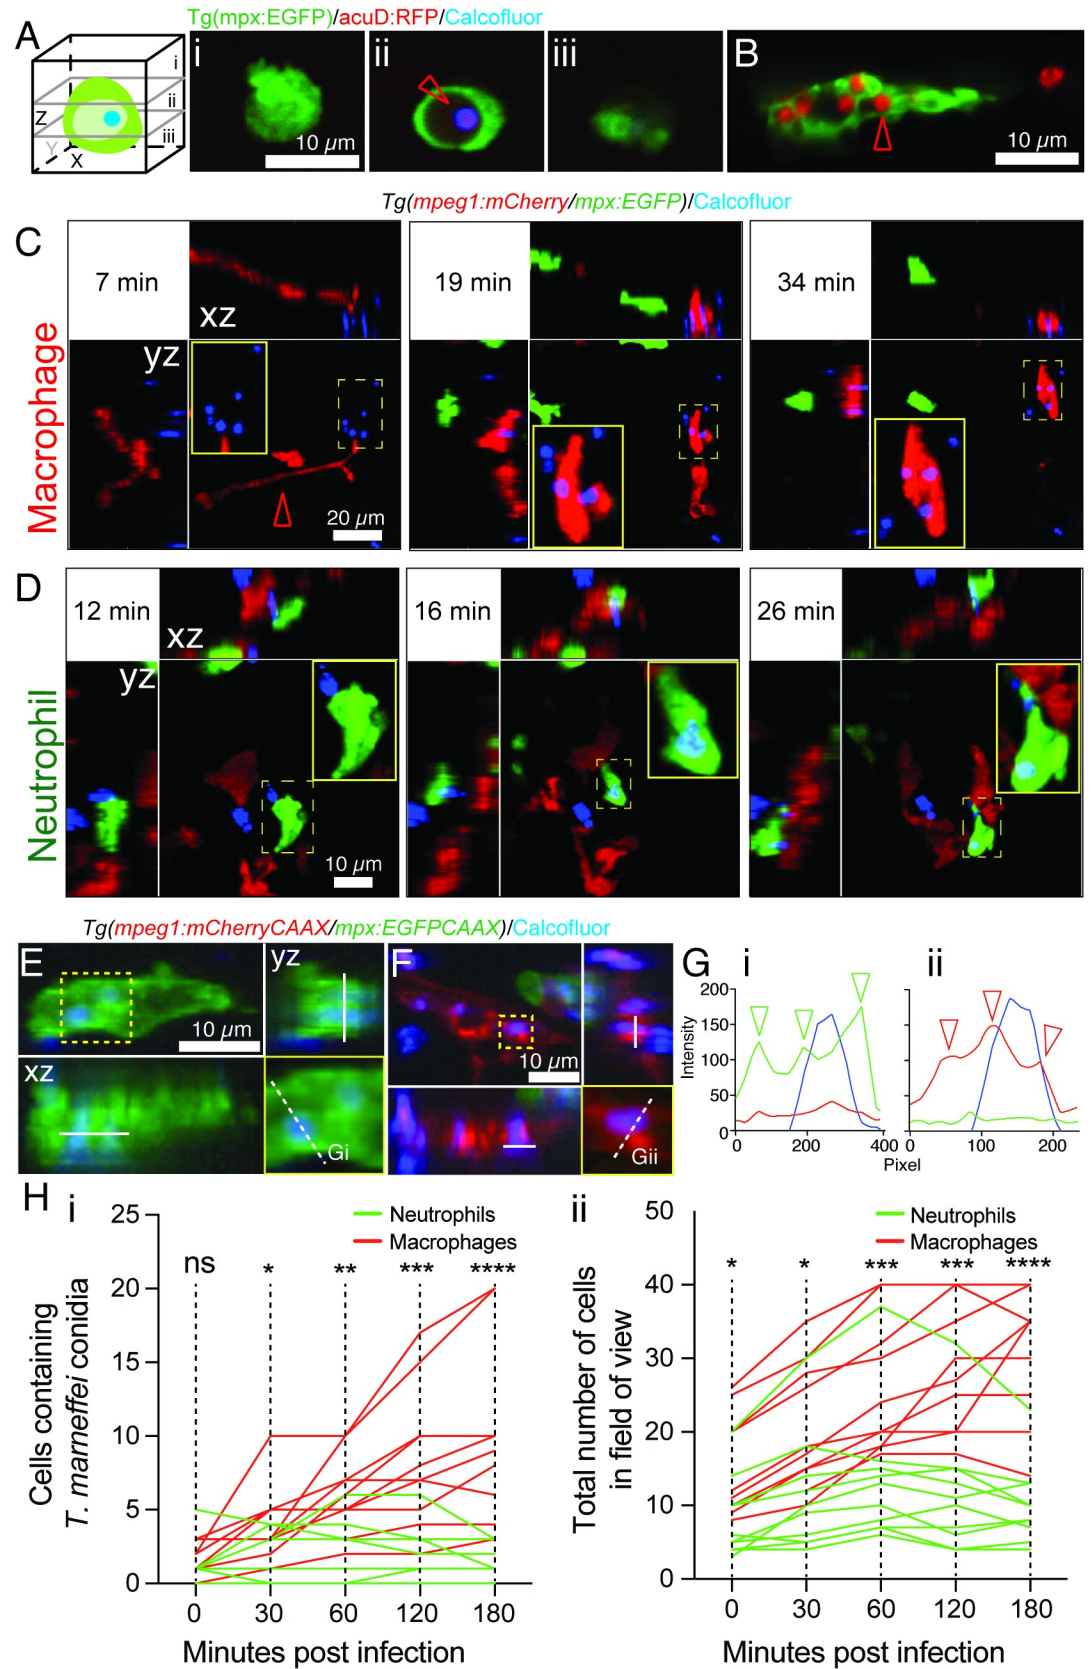 Tg(mpx:EGFP)/acuD:RFP/Calcofluor
A
i
ii
iii
Z
Y
X
i
10 µm
ii
iii
B
10 µm
Tg(mpeg1:mCherry/mpx:EGFP)/Calcofluor
C
Macrophage
7 min
xz
yz
20 µm
19 min
34 min
D
Neutrophil
12 min
xz
yz
10 µm
16 min
26 min
Tg(mpeg1:mCherryCAAX/mpx:EGFPCAAX)/Calcofluor
E
10 µm
yz
xz
Gi
F
10 µm
Gii
G
i
Intensity
200
150
100
50
0
0
200
400
ii
0
100
200
Pixel
H
i
Cells containing
T. marneffei conidia
25
20
15
10
5
0
Neutrophils
Macrophages
ns
*
**
***
****
0
30
60
120
180
Minutes post infection
ii
Total number of cells
in field of view
50
40
30
20
10
0
Neutrophils
Macrophages
*
*
***
***
****
0
30
60
120
180
Minutes post infection